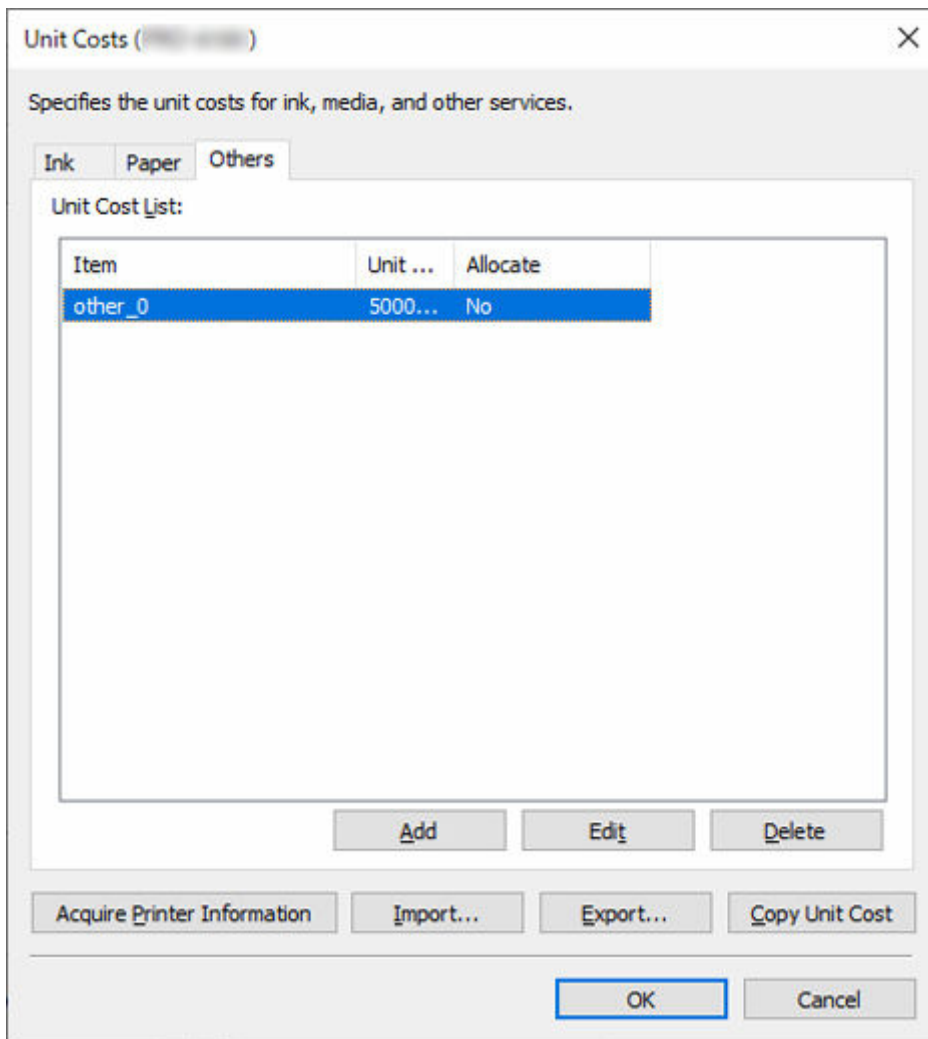 Unit Costs ( )
Specifies the unit costs for ink, media, and other services.
Ink Paper Others
Unit Cost List:
Item Unit ... Allocate
other_0 5000... No
Add Edit Delete
Acquire Printer Information Import... Export... Copy Unit Cost
OK Cancel